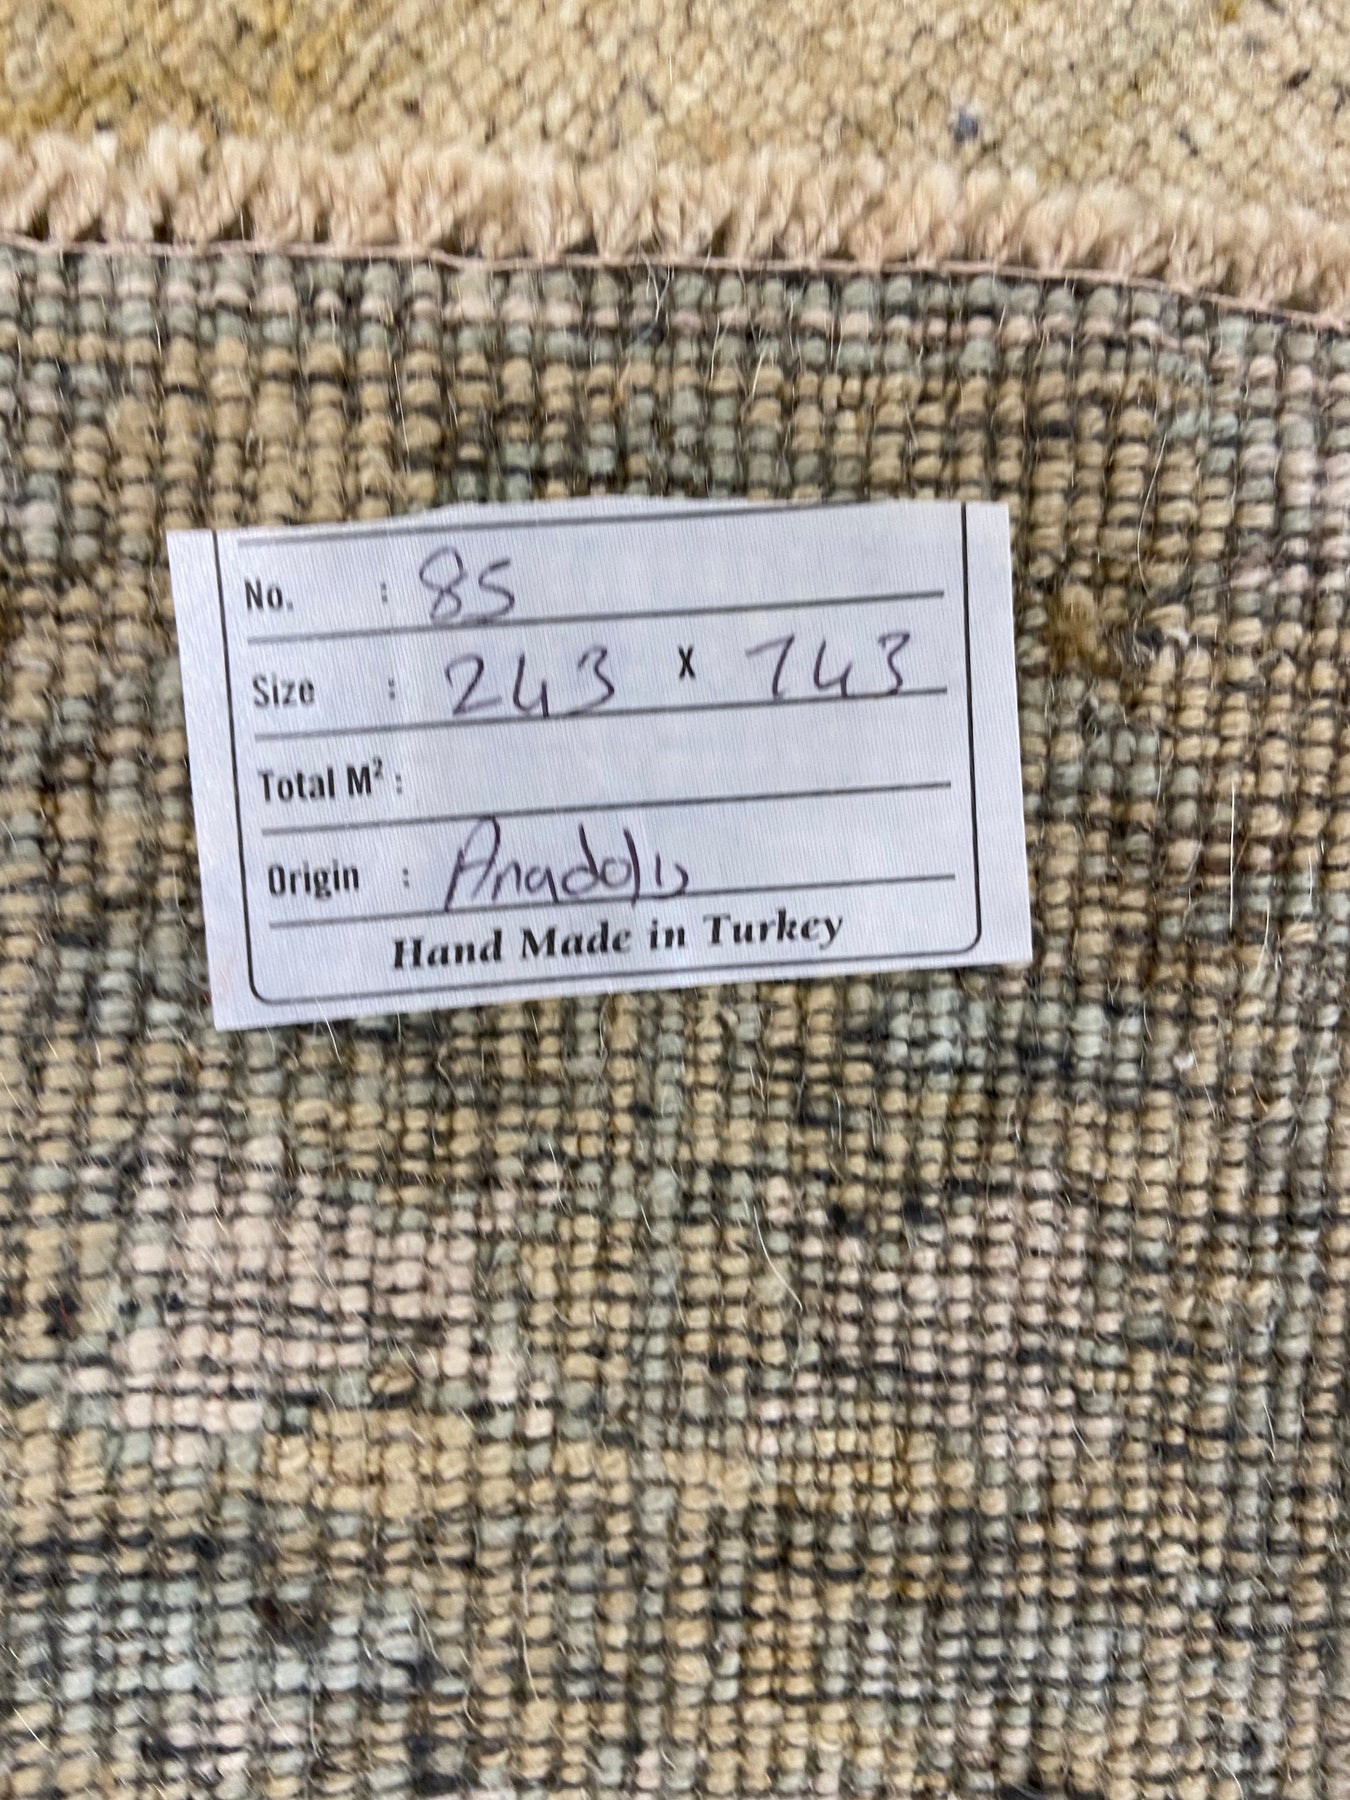 No. : 85
Size : 243 x 143
Total M² :
Origin : Anadolu
Hand Made in Turkey